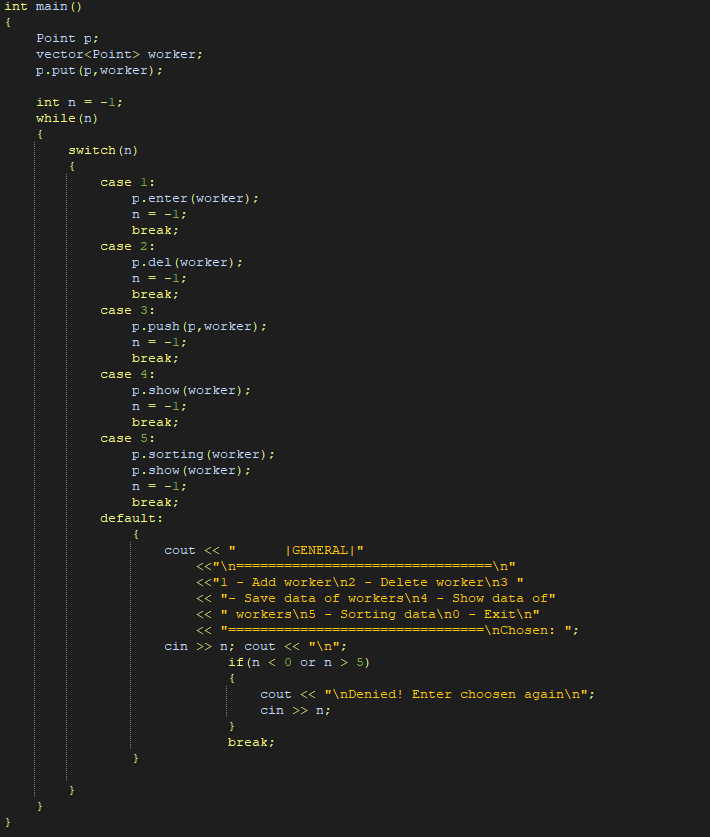 int main()
{
    Point p;
    vector<Point> worker;
    p.put(p,worker);

    int n = -1;
    while(n)
    {
        switch(n)
        {
            case 1:
                p.enter(worker);
                n = -1;
                break;
            case 2:
                p.del(worker);
                n = -1;
                break;
            case 3:
                p.push(p,worker);
                n = -1;
                break;
            case 4:
                p.show(worker);
                n = -1;
                break;
            case 5:
                p.sorting(worker);
                p.show(worker);
                n = -1;
                break;
            default:
                {
                    cout << "      |GENERAL|"
                        <<"\n================================\n"
                        <<"1 - Add worker\n2 - Delete worker\n3 "
                        << "- Save data of workers\n4 - Show data of"
                        << " workers\n5 - Sorting data\n0 - Exit\n"
                        << "================================\nChosen: ";
                    cin >> n; cout << "\n";
                            if(n < 0 or n > 5)
                            {
                                cout << "\nDenied! Enter choosen again\n";
                                cin >> n;
                            }
                            break;
                }

        }
    }
}